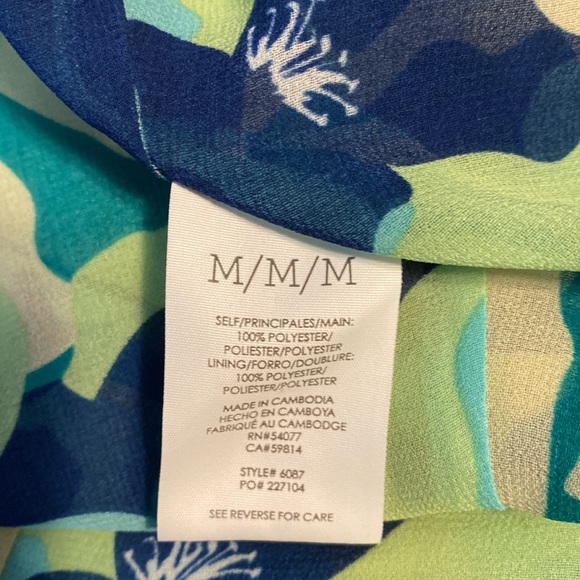 M/M/M
SELF/PRINCIPALES/MAIN:
100% POLYESTER/
POLIESTER/POLYESTER
LINING/FORRO/DOUBLURE:
100% POLYESTER/
POLIESTER/POLYESTER
MADE IN CAMBODIA
HECHO EN CAMBOYA
FABRIQUÉ AU CAMBODGE
RN#54077
CA#59814
STYLE# 6087
PO# 227104
SEE REVERSE FOR CARE